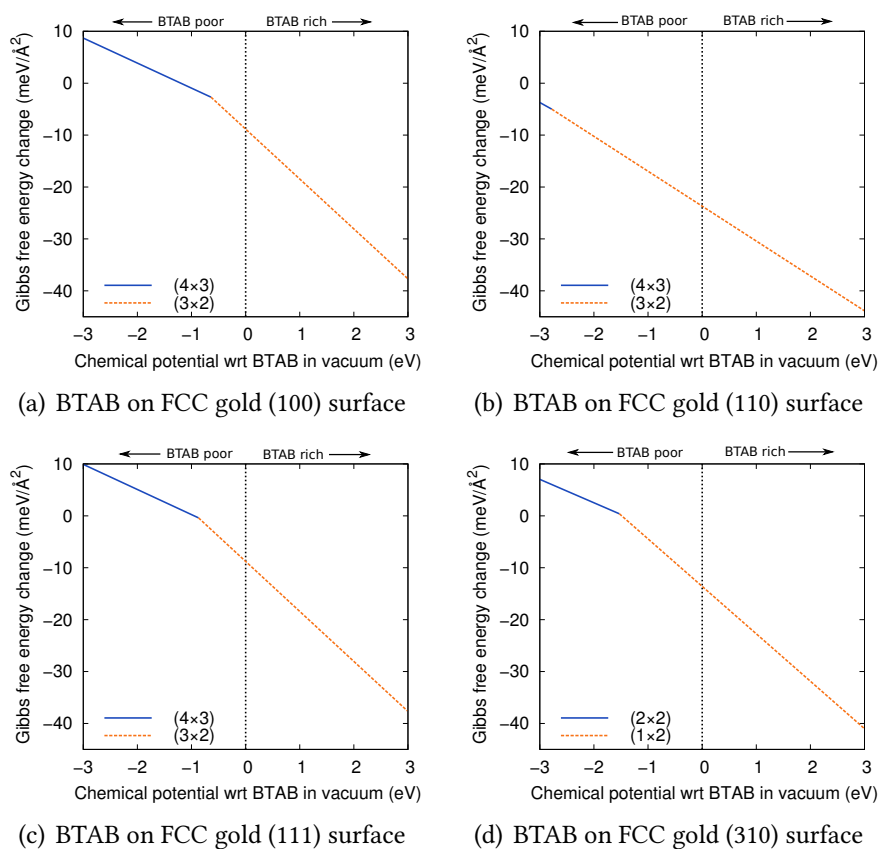 BTAB poor BTAB rich
Gibbs free energy change (meV/Å²)
10
0
−10
−20
−30
−40
(4×3)
(3×2)
−3 −2 −1 0 1 2 3
Chemical potential wrt BTAB in vacuum (eV)
(a) BTAB on FCC gold (100) surface
BTAB poor BTAB rich
Gibbs free energy change (meV/Å²)
10
0
−10
−20
−30
−40
(4×3)
(3×2)
−3 −2 −1 0 1 2 3
Chemical potential wrt BTAB in vacuum (eV)
(b) BTAB on FCC gold (110) surface
BTAB poor BTAB rich
Gibbs free energy change (meV/Å²)
10
0
−10
−20
−30
−40
(4×3)
(3×2)
−3 −2 −1 0 1 2 3
Chemical potential wrt BTAB in vacuum (eV)
(c) BTAB on FCC gold (111) surface
BTAB poor BTAB rich
Gibbs free energy change (meV/Å²)
10
0
−10
−20
−30
−40
(2×2)
(1×2)
−3 −2 −1 0 1 2 3
Chemical potential wrt BTAB in vacuum (eV)
(d) BTAB on FCC gold (310) surface